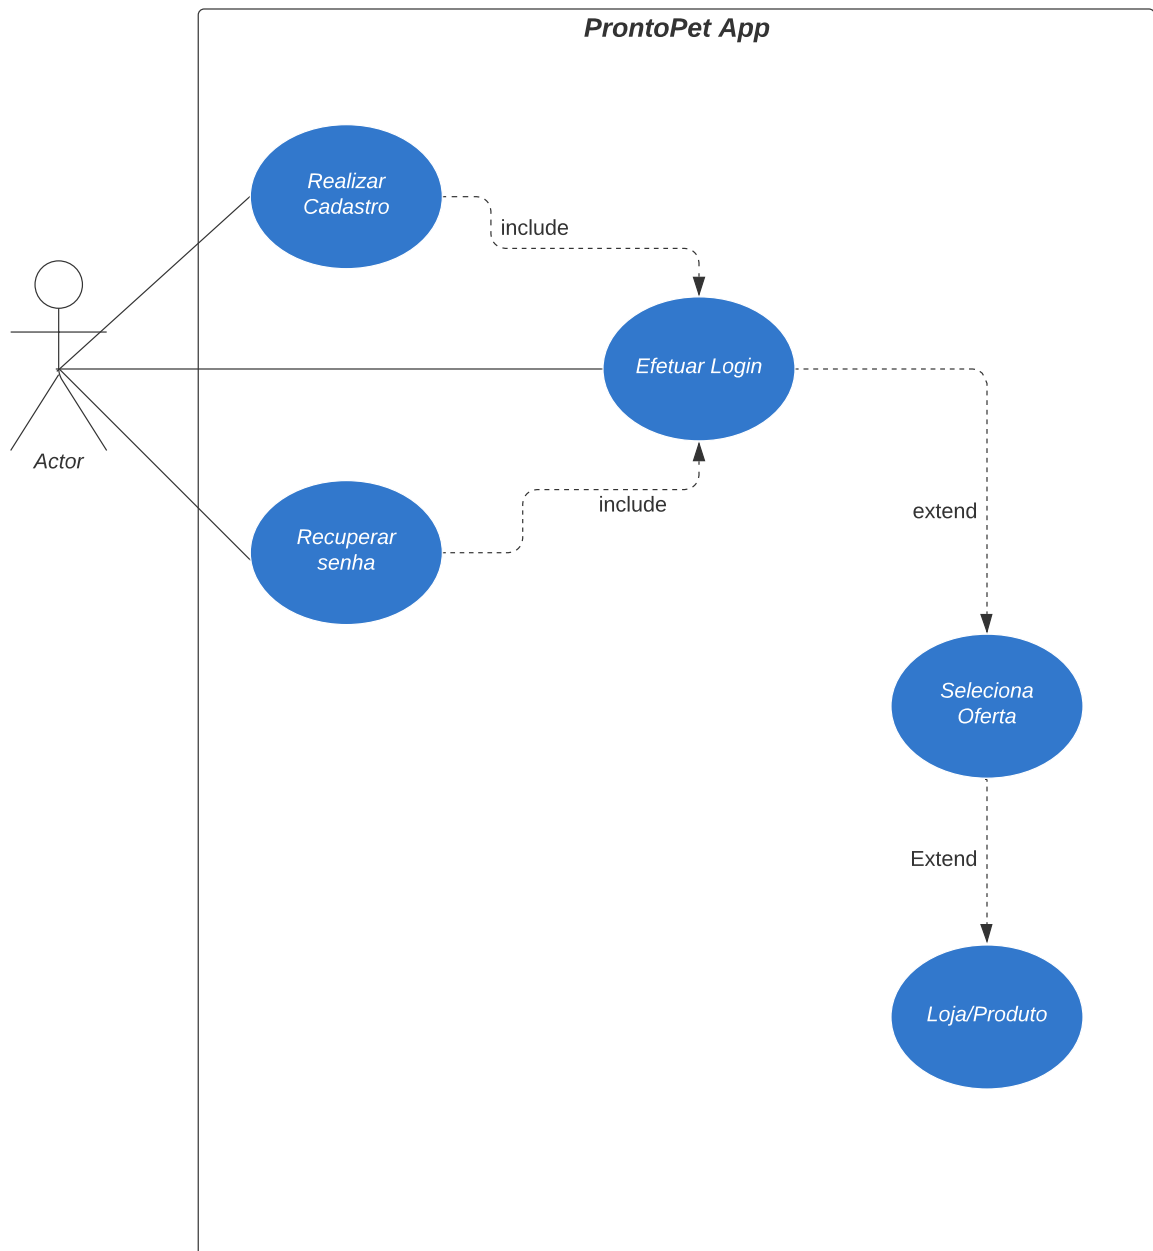 ProntoPet App
Realizar
Cadastro
include
Efetuar Login
Actor
include
extend
Recuperar
senha
Seleciona
Oferta
Extend
Loja/Produto